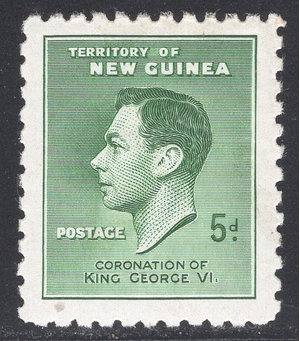 TERRITORY OF
NEW GUINEA
POSTAGE
5d.
CORONATION OF
KING GEORGE VI.